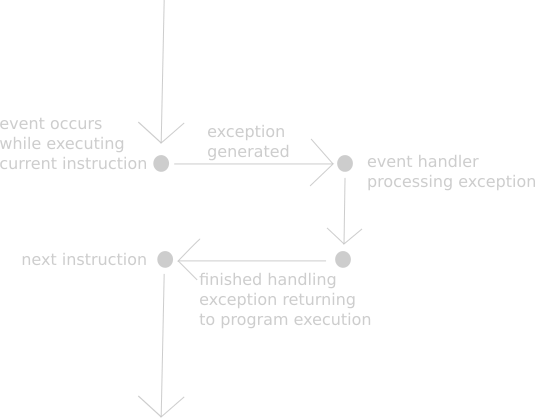 event occurs
while executing
current instruction
exception
generated
event handler
processing exception
next instruction
finished handling
exception returning
to program execution